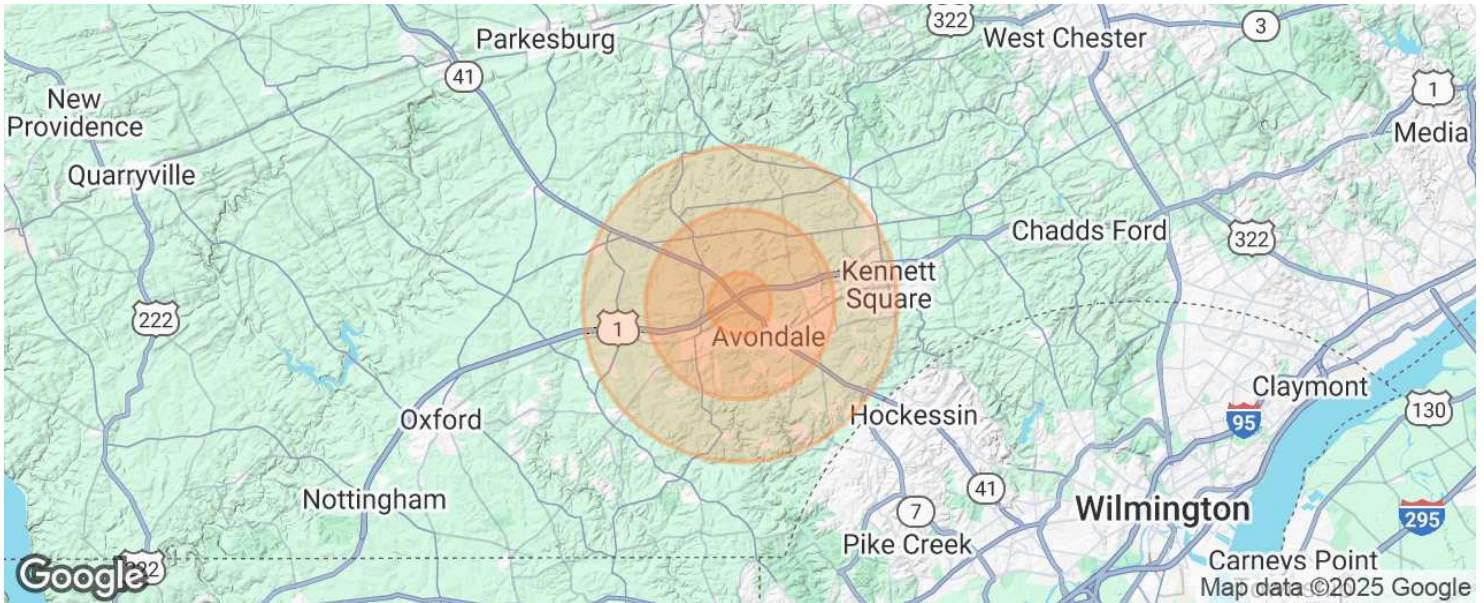 322
3
Parkesburg
West Chester
41
1
New
Providence
Media
Quarryville
Chadds Ford
322
Kennett
Square
222
1
Avondale
Claymont
130
Oxford
Hockessin
95
Nottingham
41
Wilmington
7
295
Pike Creek
Carneys Point
Google
Map data ©2025 Google